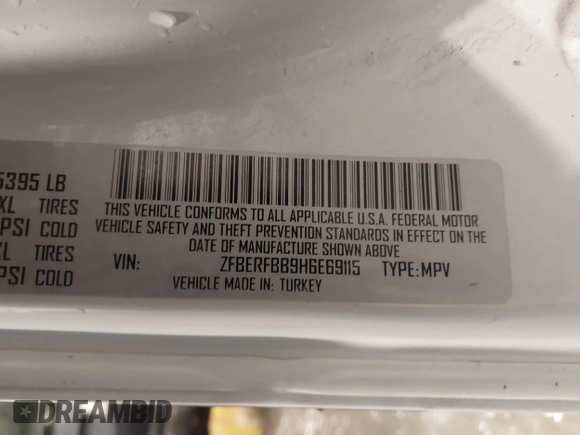 5395 LB
XL TIRES
PSI COLD
XL TIRES
PSI COLD
THIS VEHICLE CONFORMS TO ALL APPLICABLE U.S.A. FEDERAL MOTOR
VEHICLE SAFETY AND THEFT PREVENTION STANDARDS IN EFFECT ON THE
DATE OF MANUFACTURE SHOWN ABOVE
VIN: ZFBERFBB9H6E69115 TYPE: MPV
VEHICLE MADE IN: TURKEY
DREAMBID